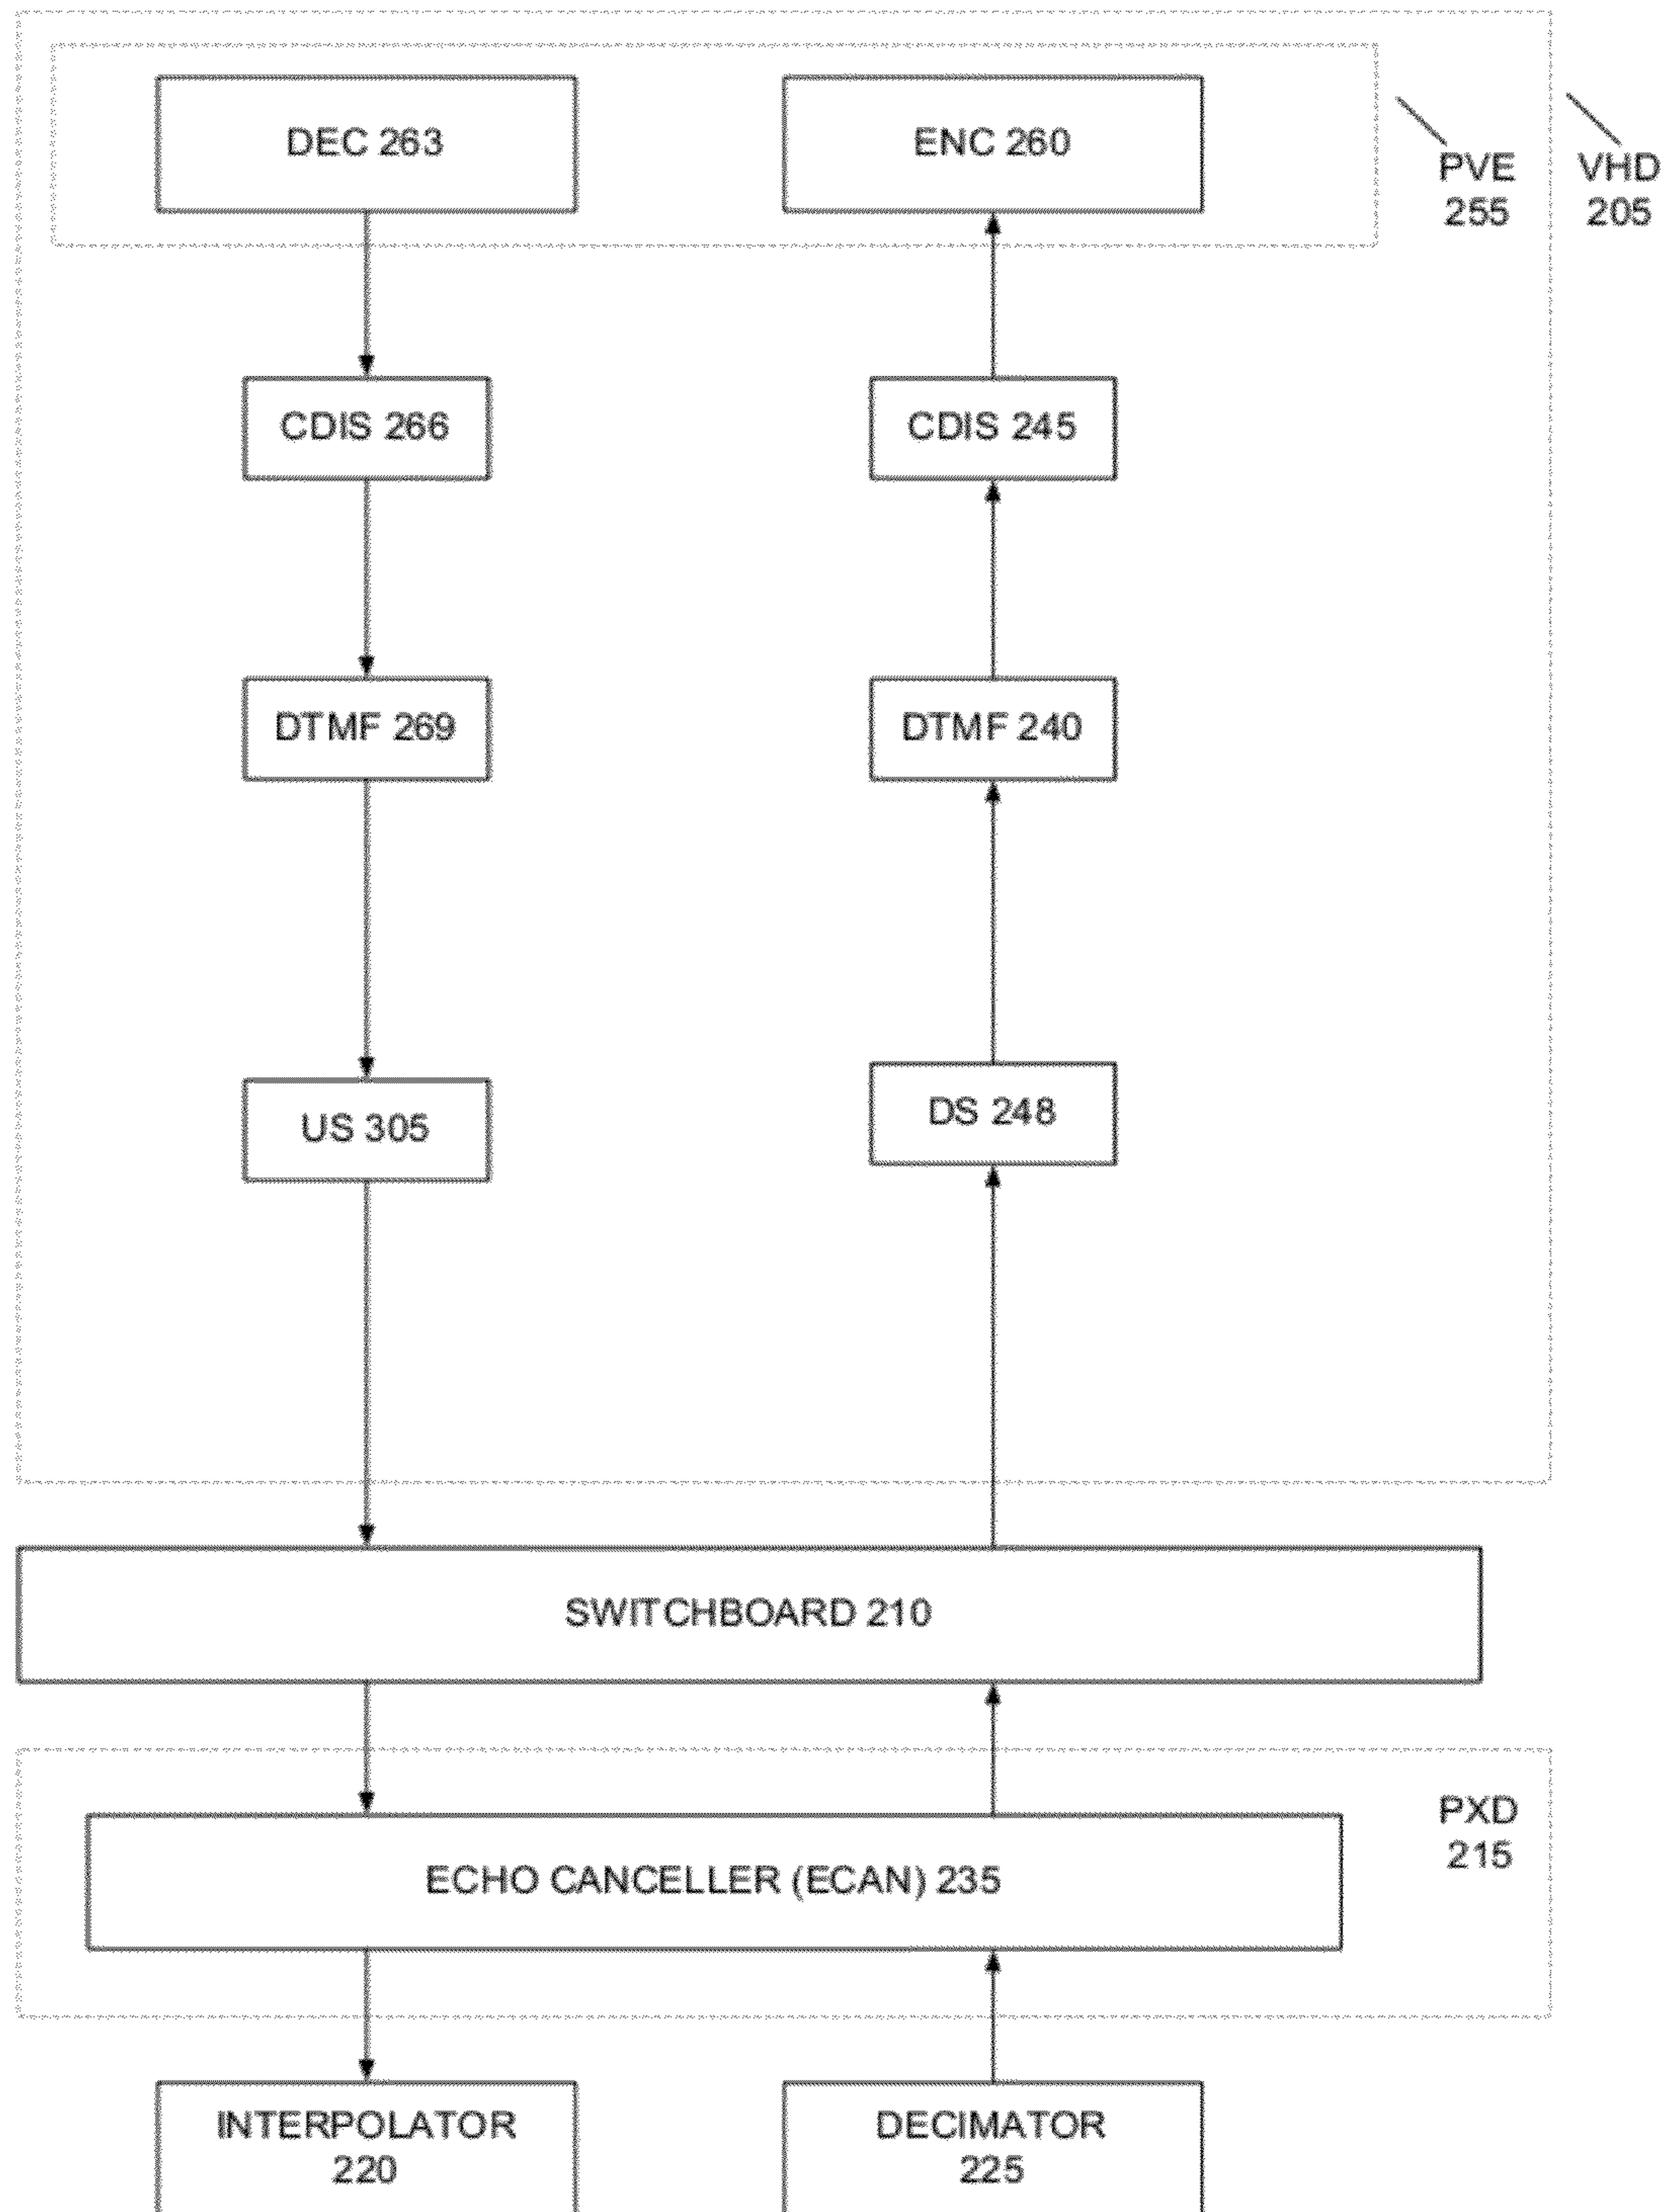 DEC 263
ENC 260
PVE
255
VHD
205
CDIS 266
CDIS 245
DTMF 269
DTMF 240
US 305
DS 248
SWITCHBOARD 210
PXD
215
ECHO CANCELLER (ECAN) 235
INTERPOLATOR
220
DECIMATOR
225